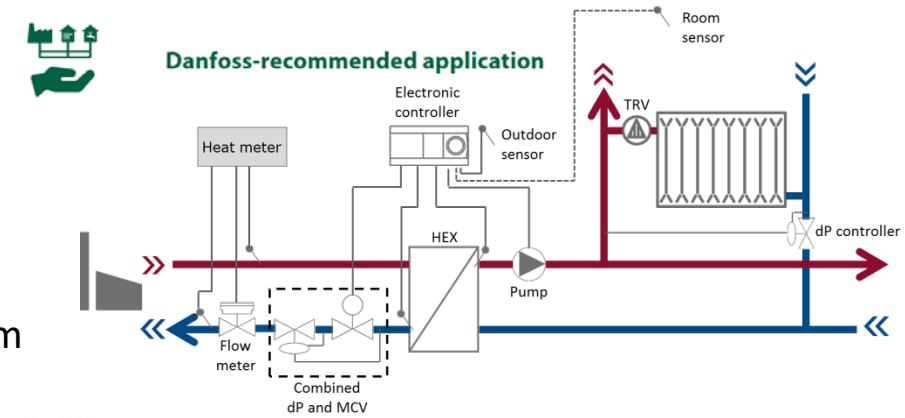 Danfoss-recommended application
Room
sensor
Electronic
controller
TRV
Heat meter
Outdoor
sensor
HEX
dP controller
Pump
m
Flow
meter
Combined
dP and MCV